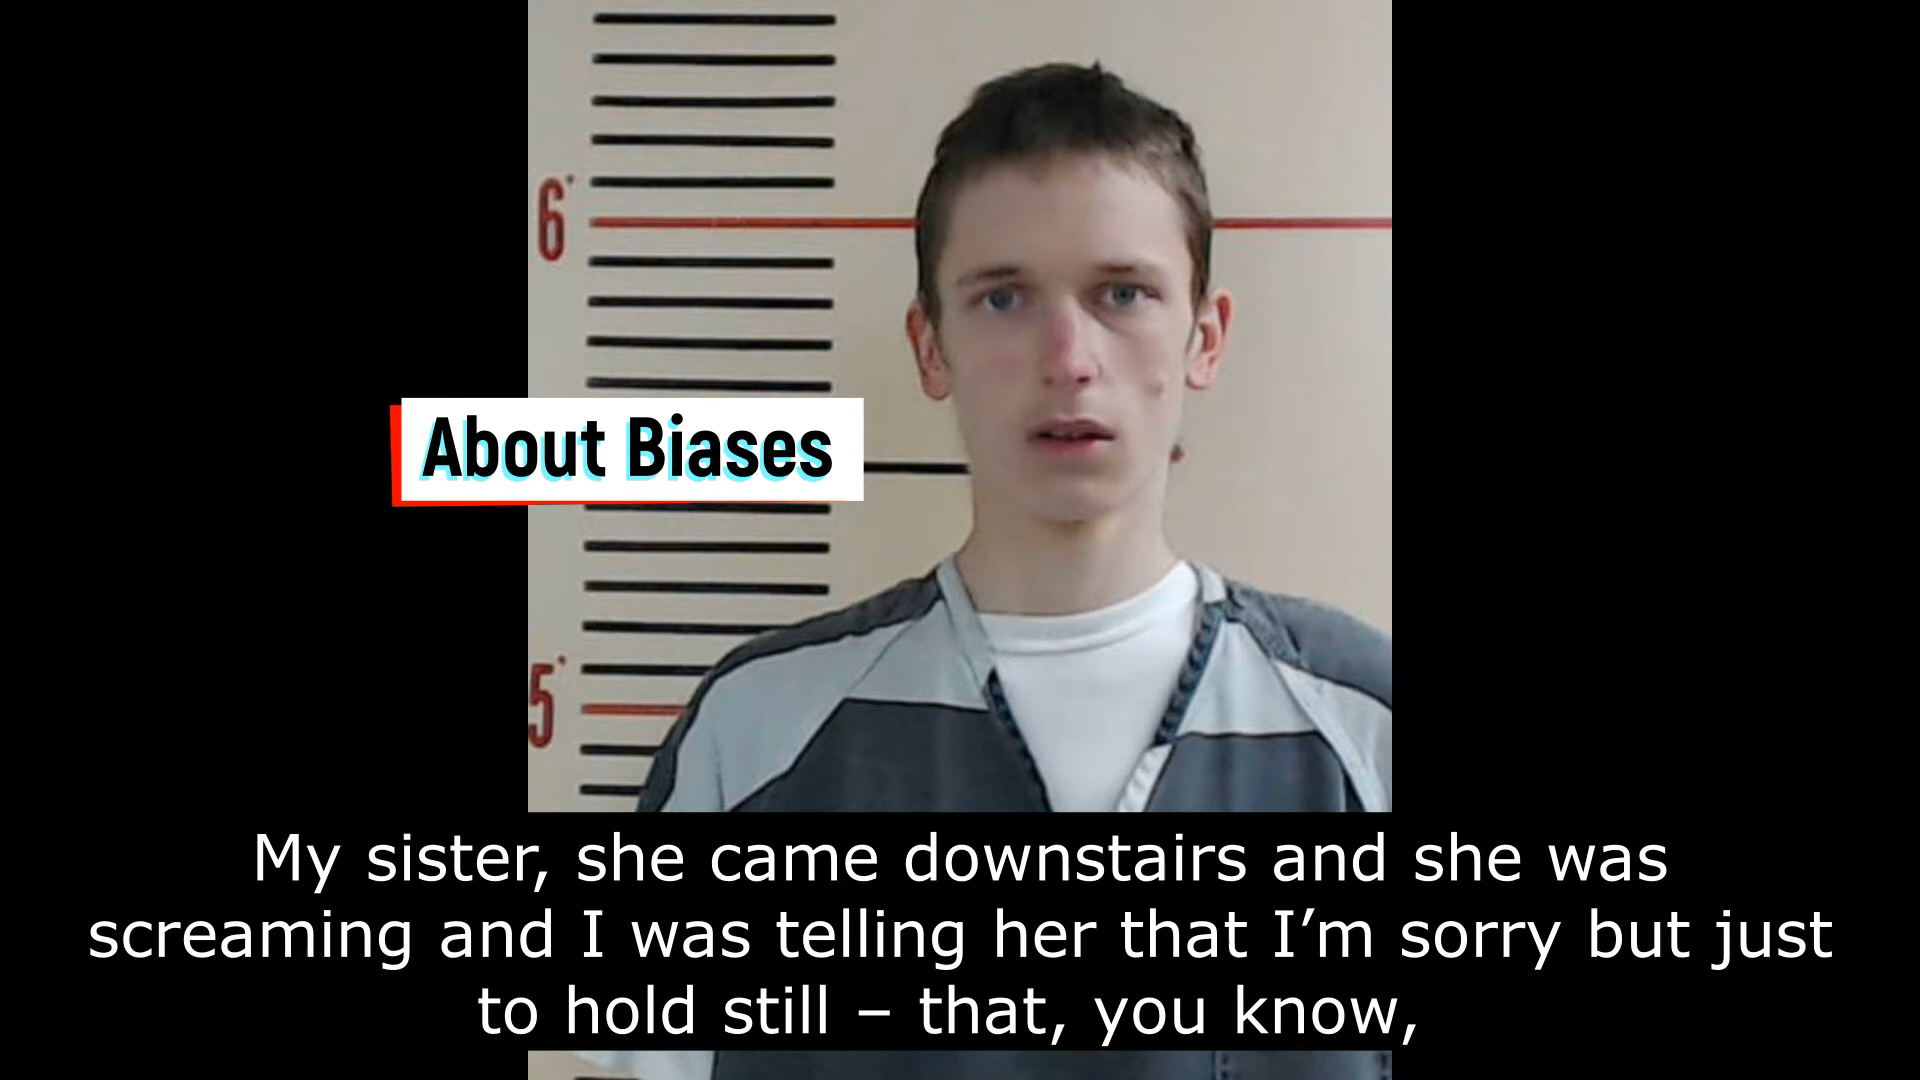 6'
About Biases
5'
My sister, she came downstairs and she was
screaming and I was telling her that I’m sorry but just
to hold still – that, you know,